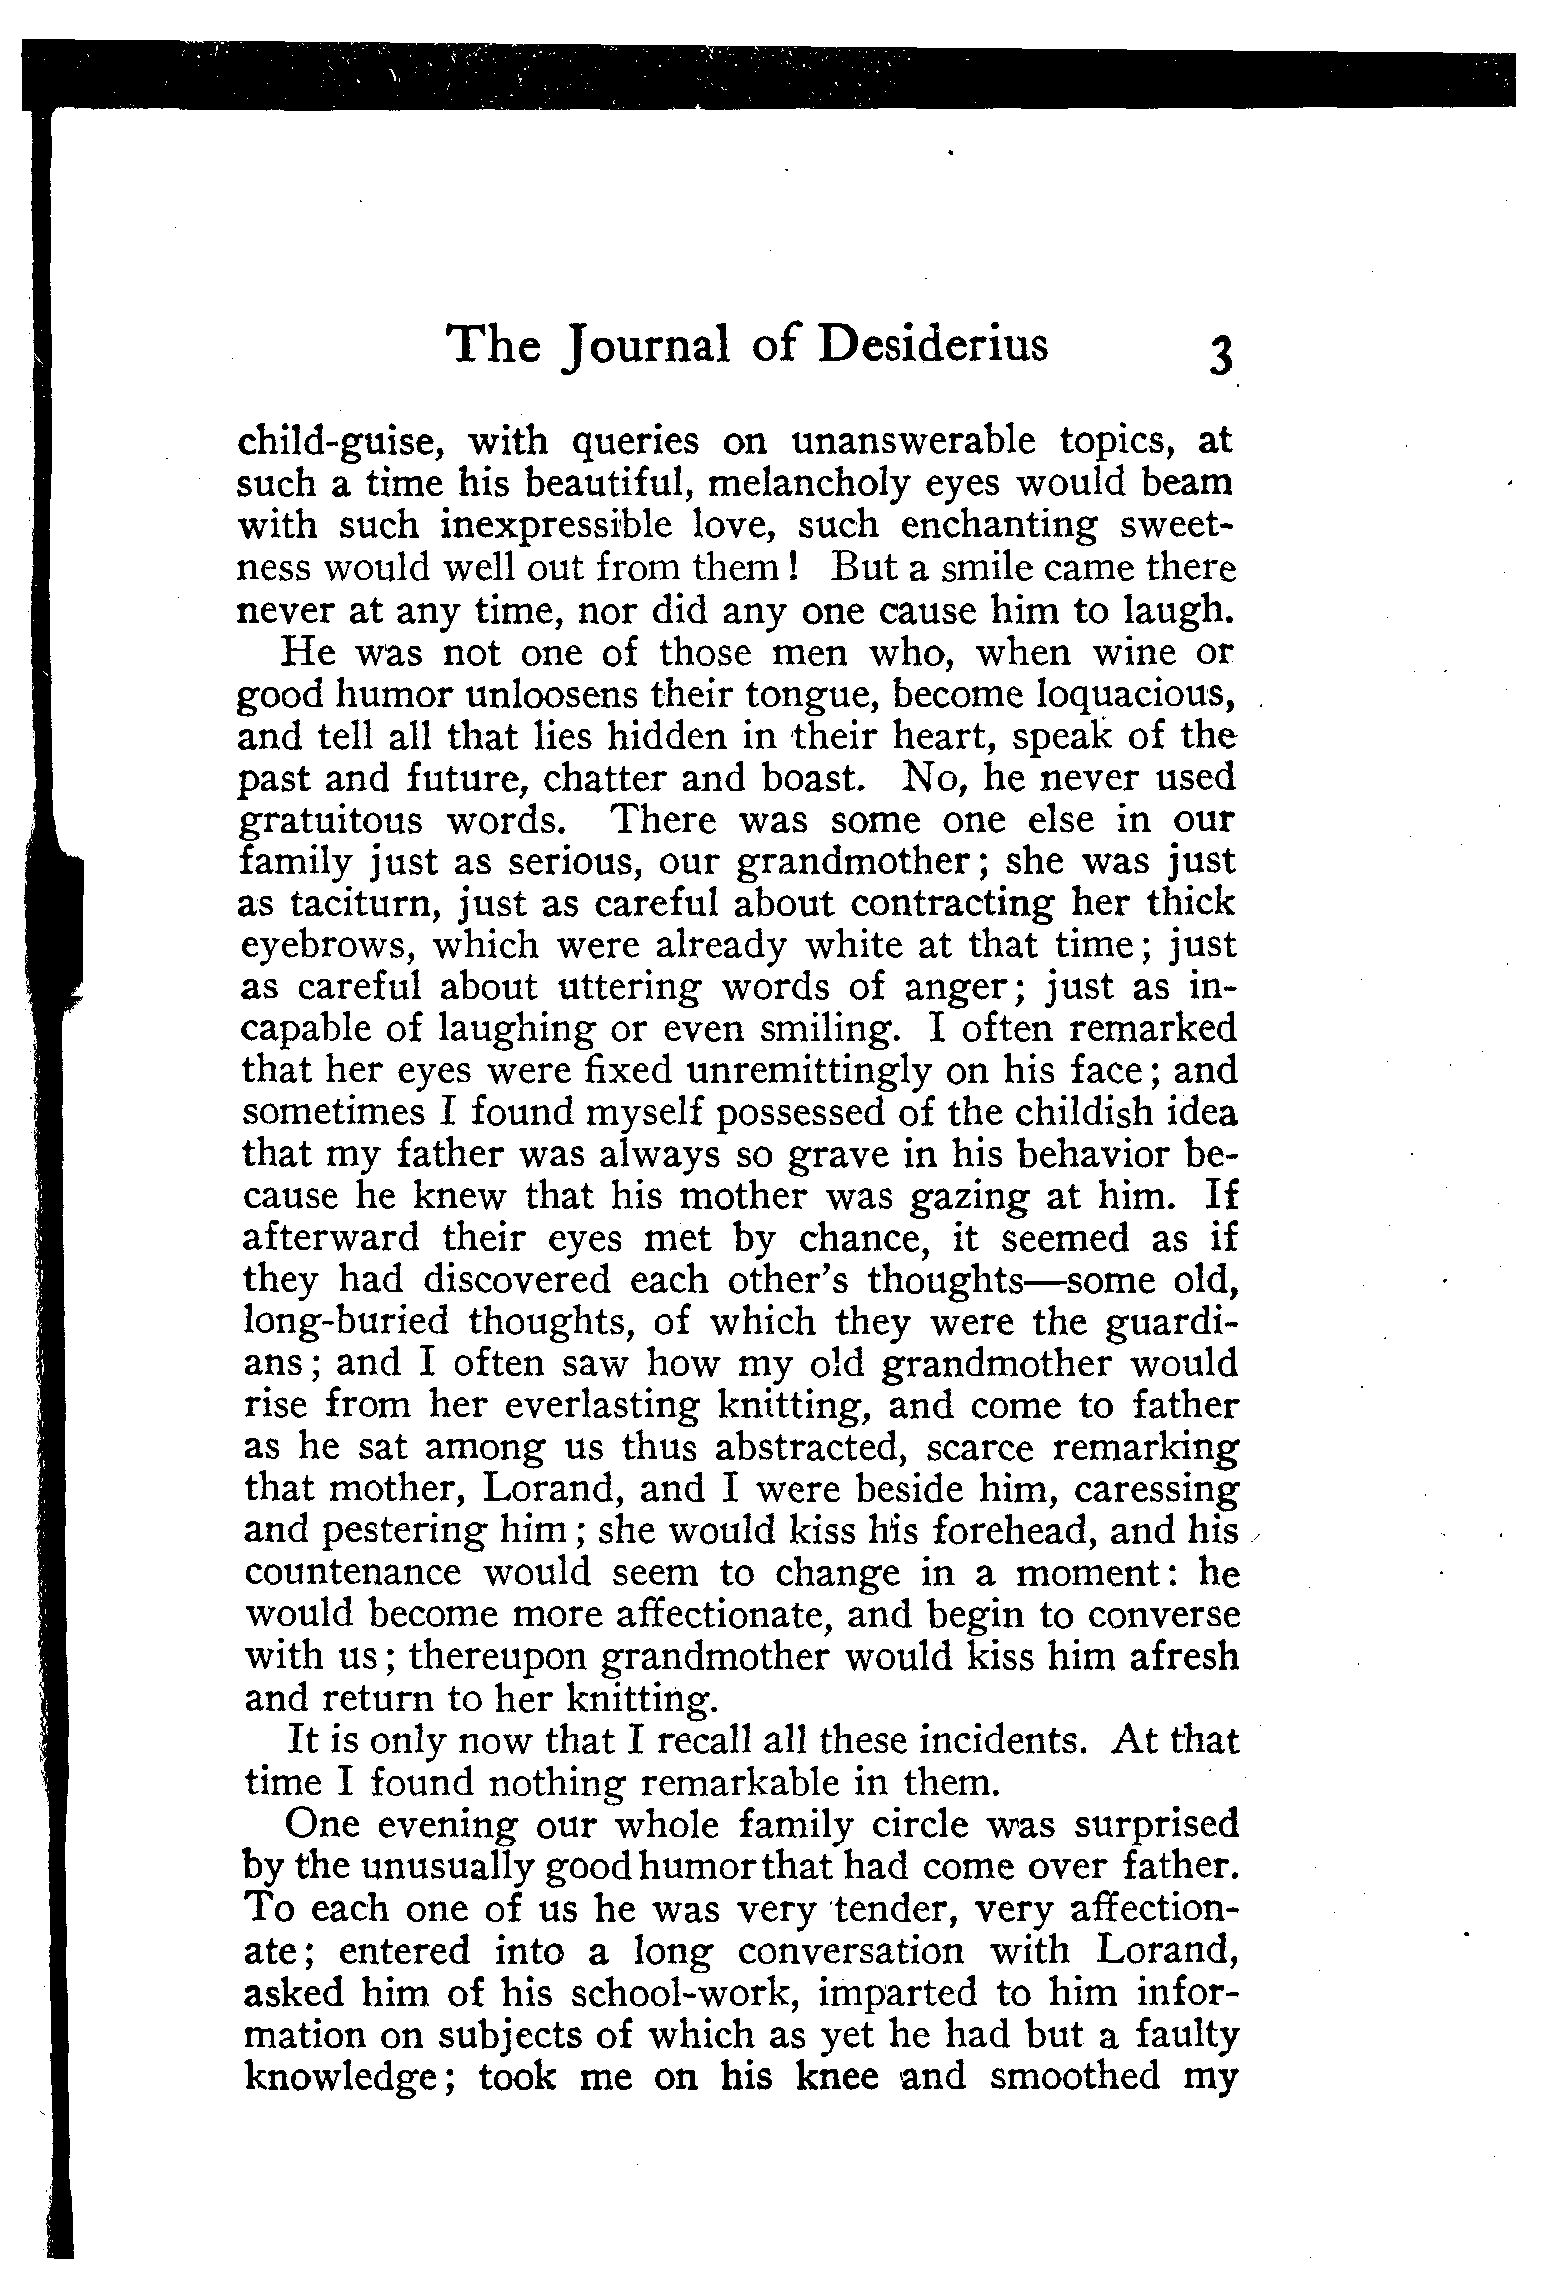 The Journal of Desiderius 3
child-guise, with queries on unanswerable topics, at
such a time his beautiful, melancholy eyes would beam
with such inexpressible love, such enchanting sweet-
ness would well out from them! But a smile came there
never at any time, nor did any one cause him to laugh.
He was not one of those men who, when wine or
good humor unloosens their tongue, become loquacious,
and tell all that lies hidden in their heart, speak of the
past and future, chatter and boast. No, he never used
gratuitous words. There was some one else in our
family just as serious, our grandmother; she was just
as taciturn, just as careful about contracting her thick
eyebrows, which were already white at that time; just
as careful about uttering words of anger; just as in-
capable of laughing or even smiling. I often remarked
that her eyes were fixed unremittingly on his face; and
sometimes I found myself possessed of the childish idea
that my father was always so grave in his behavior be-
cause he knew that his mother was gazing at him. If
afterward their eyes met by chance, it seemed as if
they had discovered each other's thoughts—some old,
long-buried thoughts, of which they were the guardi-
ans; and I often saw how my old grandmother would
rise from her everlasting knitting, and come to father
as he sat among us thus abstracted, scarce remarking
that mother, Lorand, and I were beside him, caressing
and pestering him; she would kiss his forehead, and his
countenance would seem to change in a moment: he
would become more affectionate, and begin to converse
with us; thereupon grandmother would kiss him afresh
and return to her knitting.
It is only now that I recall all these incidents. At that
time I found nothing remarkable in them.
One evening our whole family circle was surprised
by the unusually good humor that had come over father.
To each one of us he was very tender, very affection-
ate; entered into a long conversation with Lorand,
asked him of his school-work, imparted to him infor-
mation on subjects of which as yet he had but a faulty
knowledge; took me on his knee and smoothed my